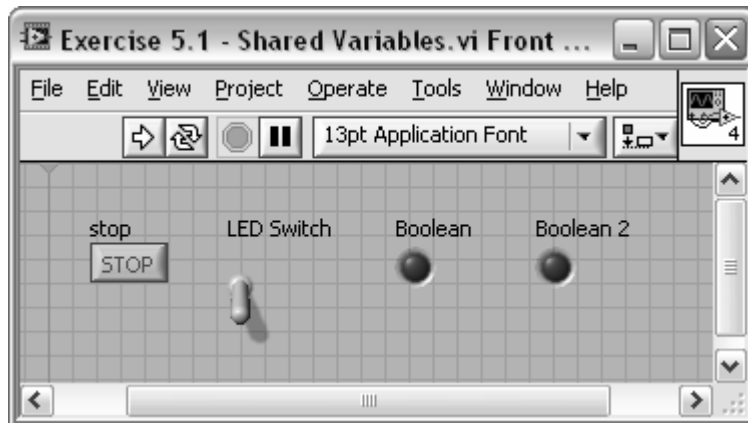 Exercise 5.1 - Shared Variables.vi Front ...
File Edit View Project Operate Tools Window Help
13pt Application Font
4
stop LED Switch Boolean Boolean 2
STOP